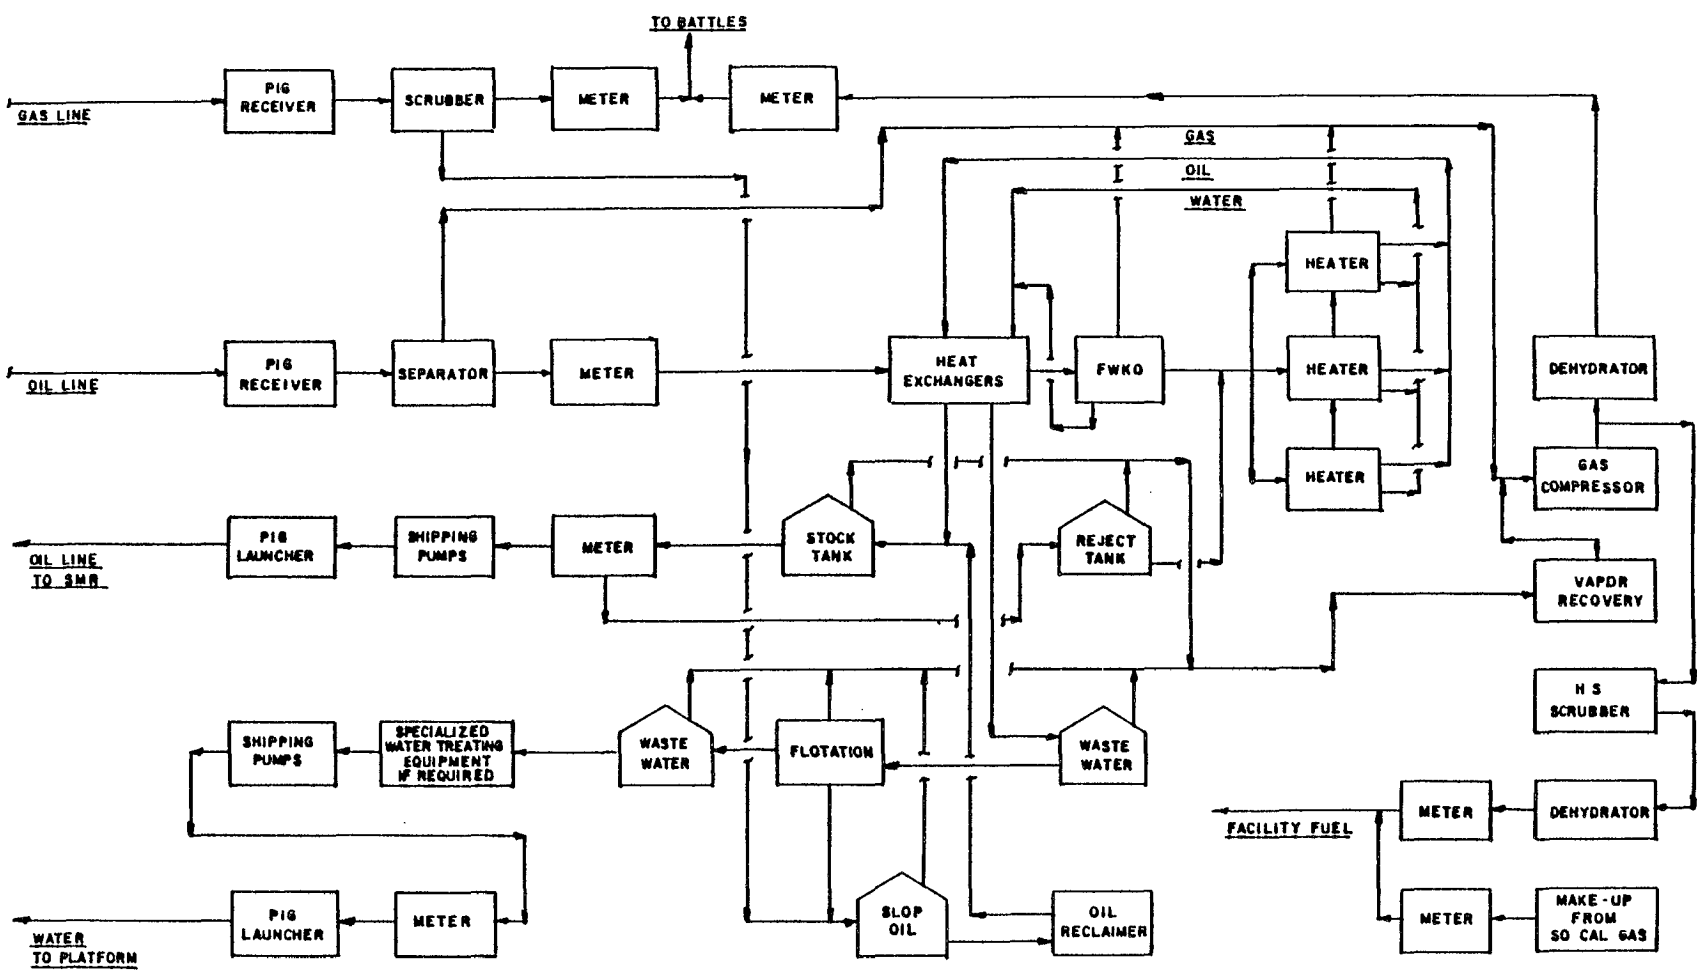 TO BATTLES
PIG
RECEIVER
SCRUBBER
METER
METER
GAS LINE
GAS
OIL
WATER
HEATER
PIG
RECEIVER
SEPARATOR
METER
HEAT
EXCHANGERS
FWKO
HEATER
DEHYDRATOR
OIL LINE
HEATER
GAS
COMPRESSOR
PIG
LAUNCHER
SHIPPING
PUMPS
METER
STOCK
TANK
REJECT
TANK
OIL LINE
TO SMR
VAPOR
RECOVERY
H S
SCRUBBER
SHIPPING
PUMPS
SPECIALIZED
WATER TREATING
EQUIPMENT
IF REQUIRED
WASTE
WATER
FLOTATION
WASTE
WATER
METER
DEHYDRATOR
FACILITY FUEL
PIG
LAUNCHER
METER
SLOP
OIL
OIL
RECLAIMER
METER
MAKE-UP
FROM
SO CAL GAS
WATER
TO PLATFORM